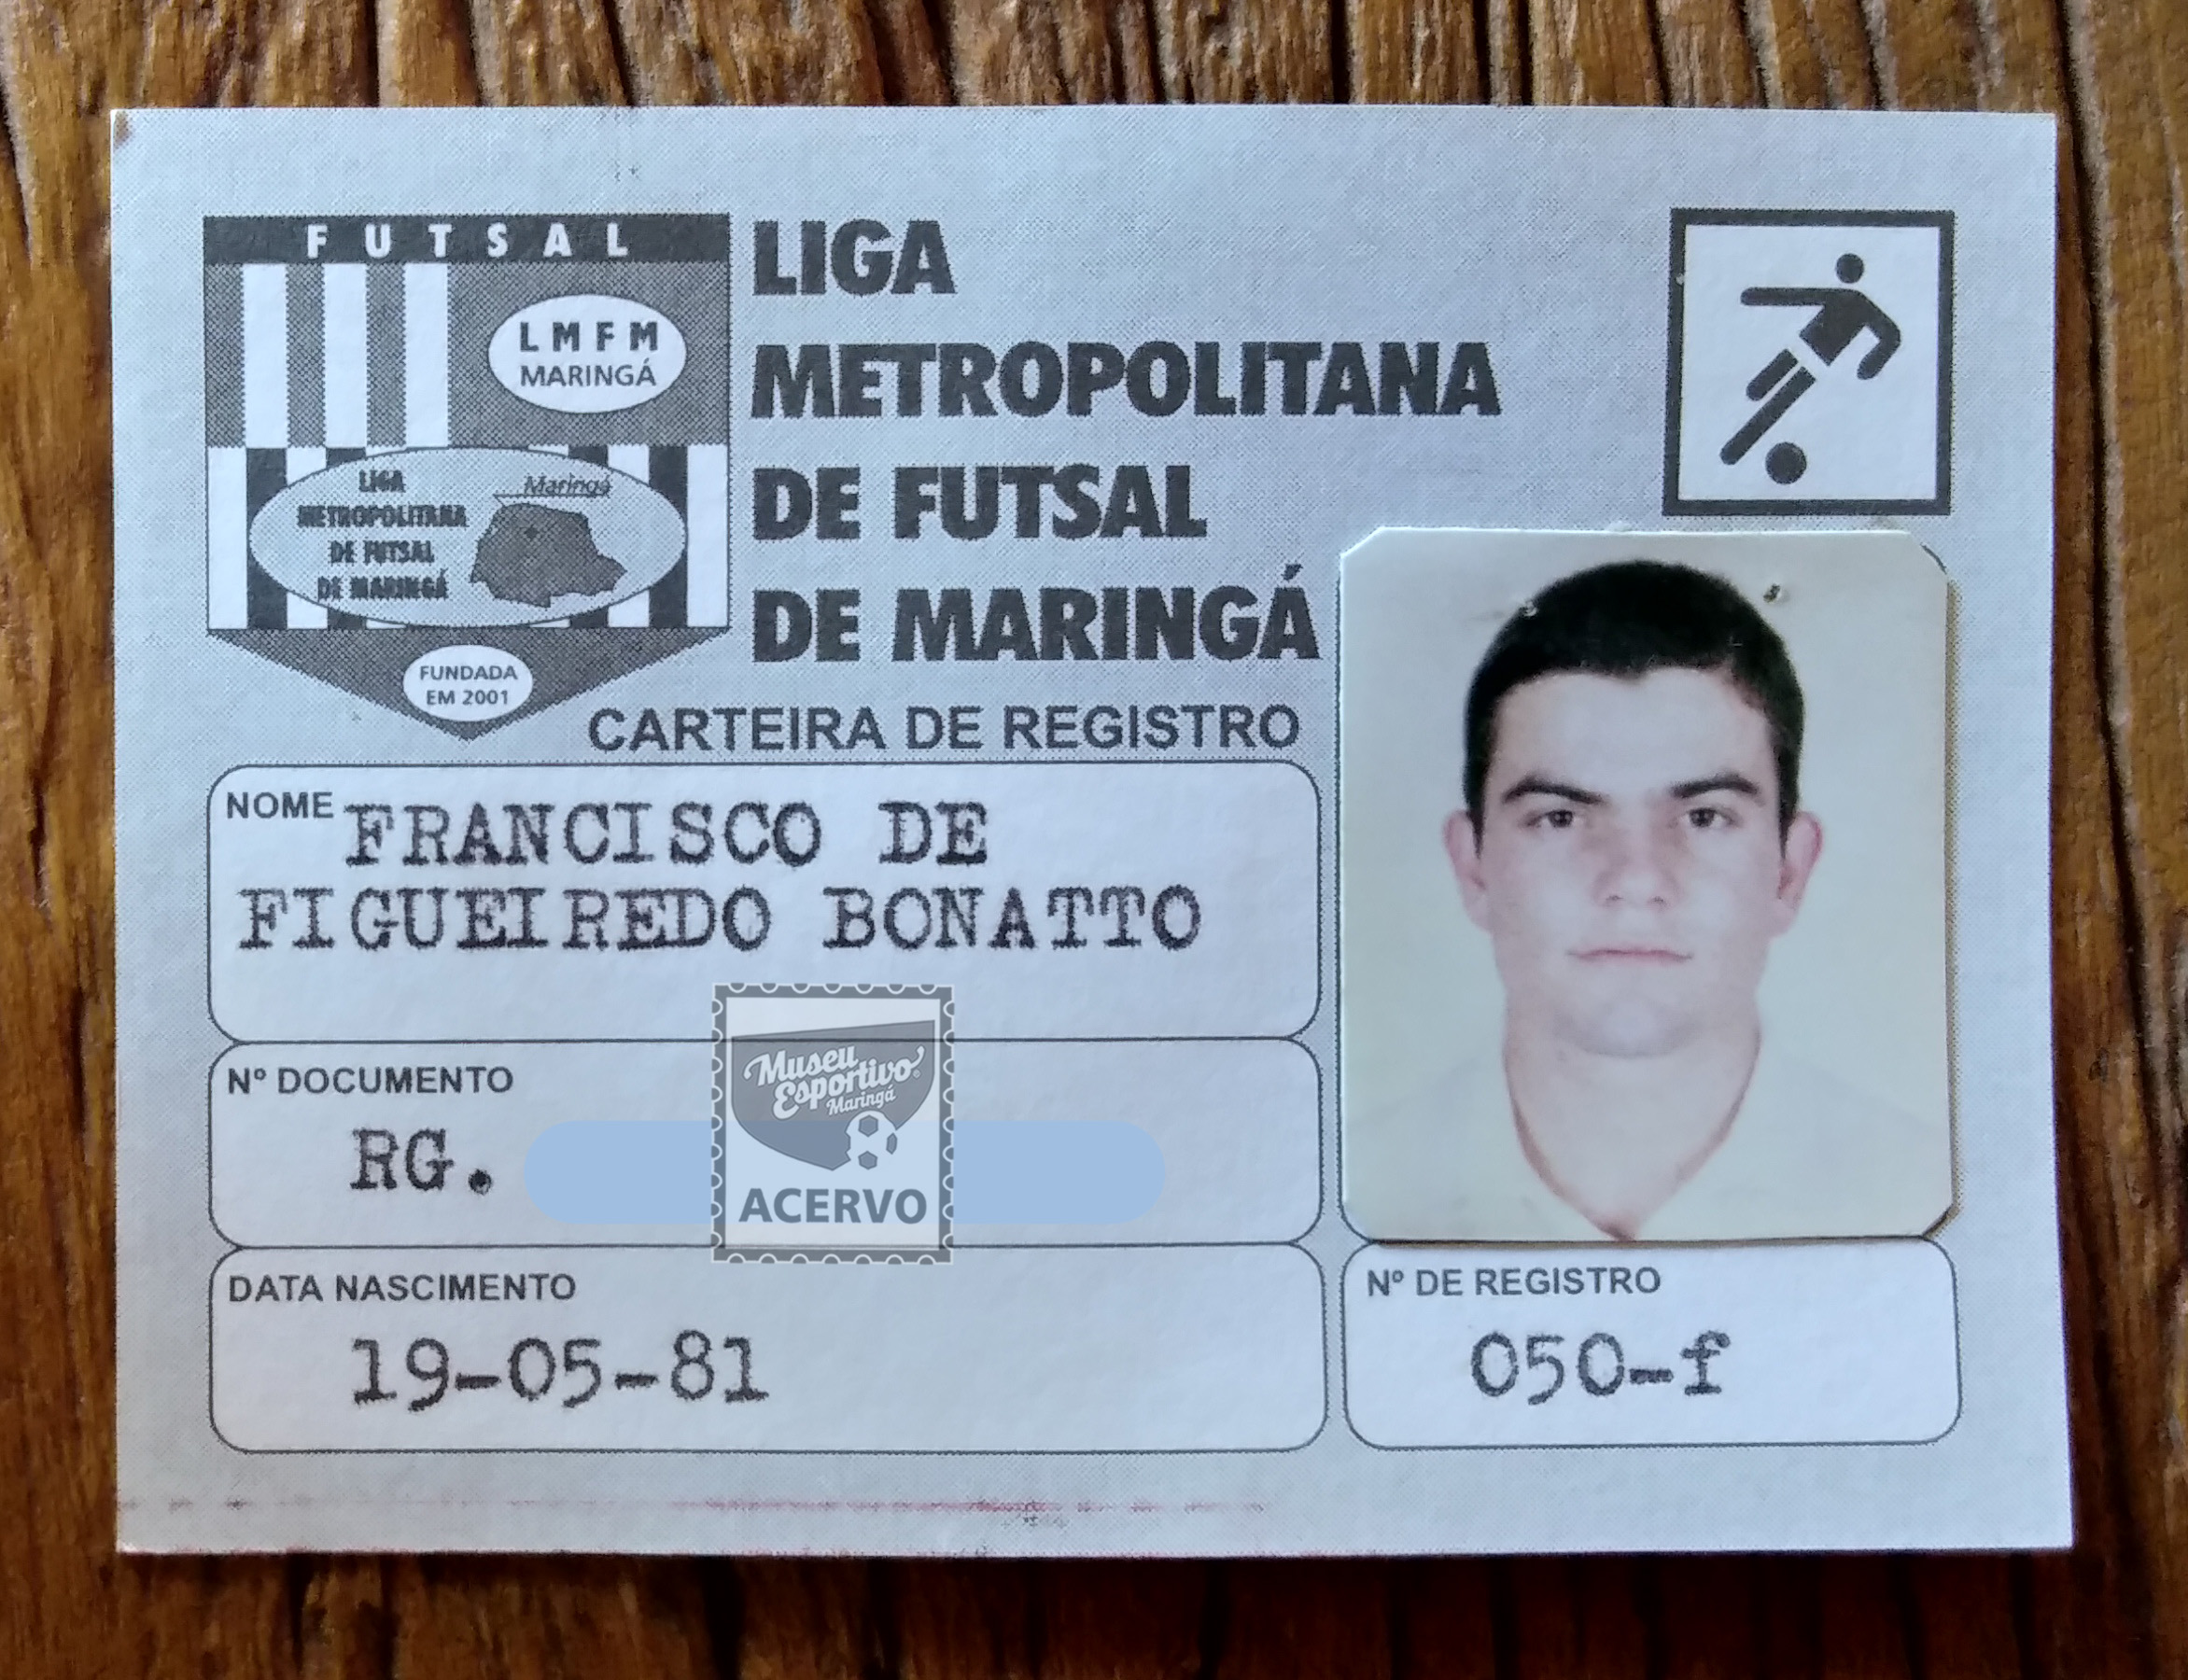 FUTSAL
LMFM
MARINGÁ
LIGA
METROPOLITANA
DE FUTSAL
DE MARINGÁ
Maringá
FUNDADA
EM 2001
LIGA
METROPOLITANA
DE FUTSAL
DE MARINGÁ
CARTEIRA DE REGISTRO
NOME FRANCISCO DE
FIGUEIREDO BONATTO
Nº DOCUMENTO
RG.
Museu
Esportivo
Maringá
ACERVO
DATA NASCIMENTO
19-05-81
Nº DE REGISTRO
050-f